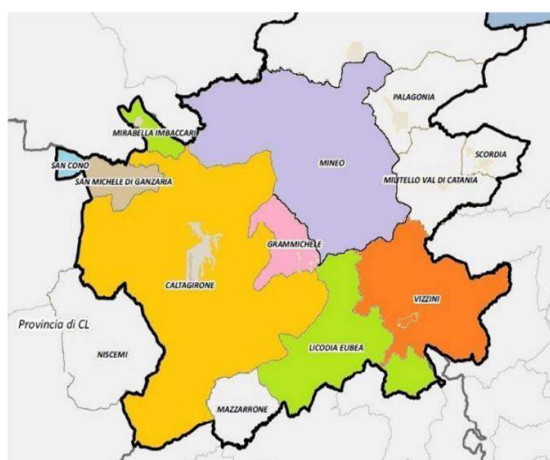 PALAGONIA
MIRABELLA IMBACCARI
SCORDIA
SAN CONO
MINEO
SAN MICHELE DI GANZARIA
MILITELLO VAL DI CATANIA
GRAMMICHELE
CALTAGIRONE
VIZZINI
Provincia di CL
LICODIA EUBEA
NISCEMI
MAZZARRONE